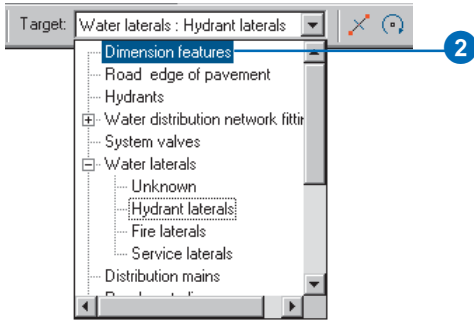 Target: Water laterals : Hydrant laterals
Dimension features
2
Road edge of pavement
Hydrants
Water distribution network
System valves
Water laterals
Unknown
Hydrant laterals
Fire laterals
Service laterals
Distribution mains